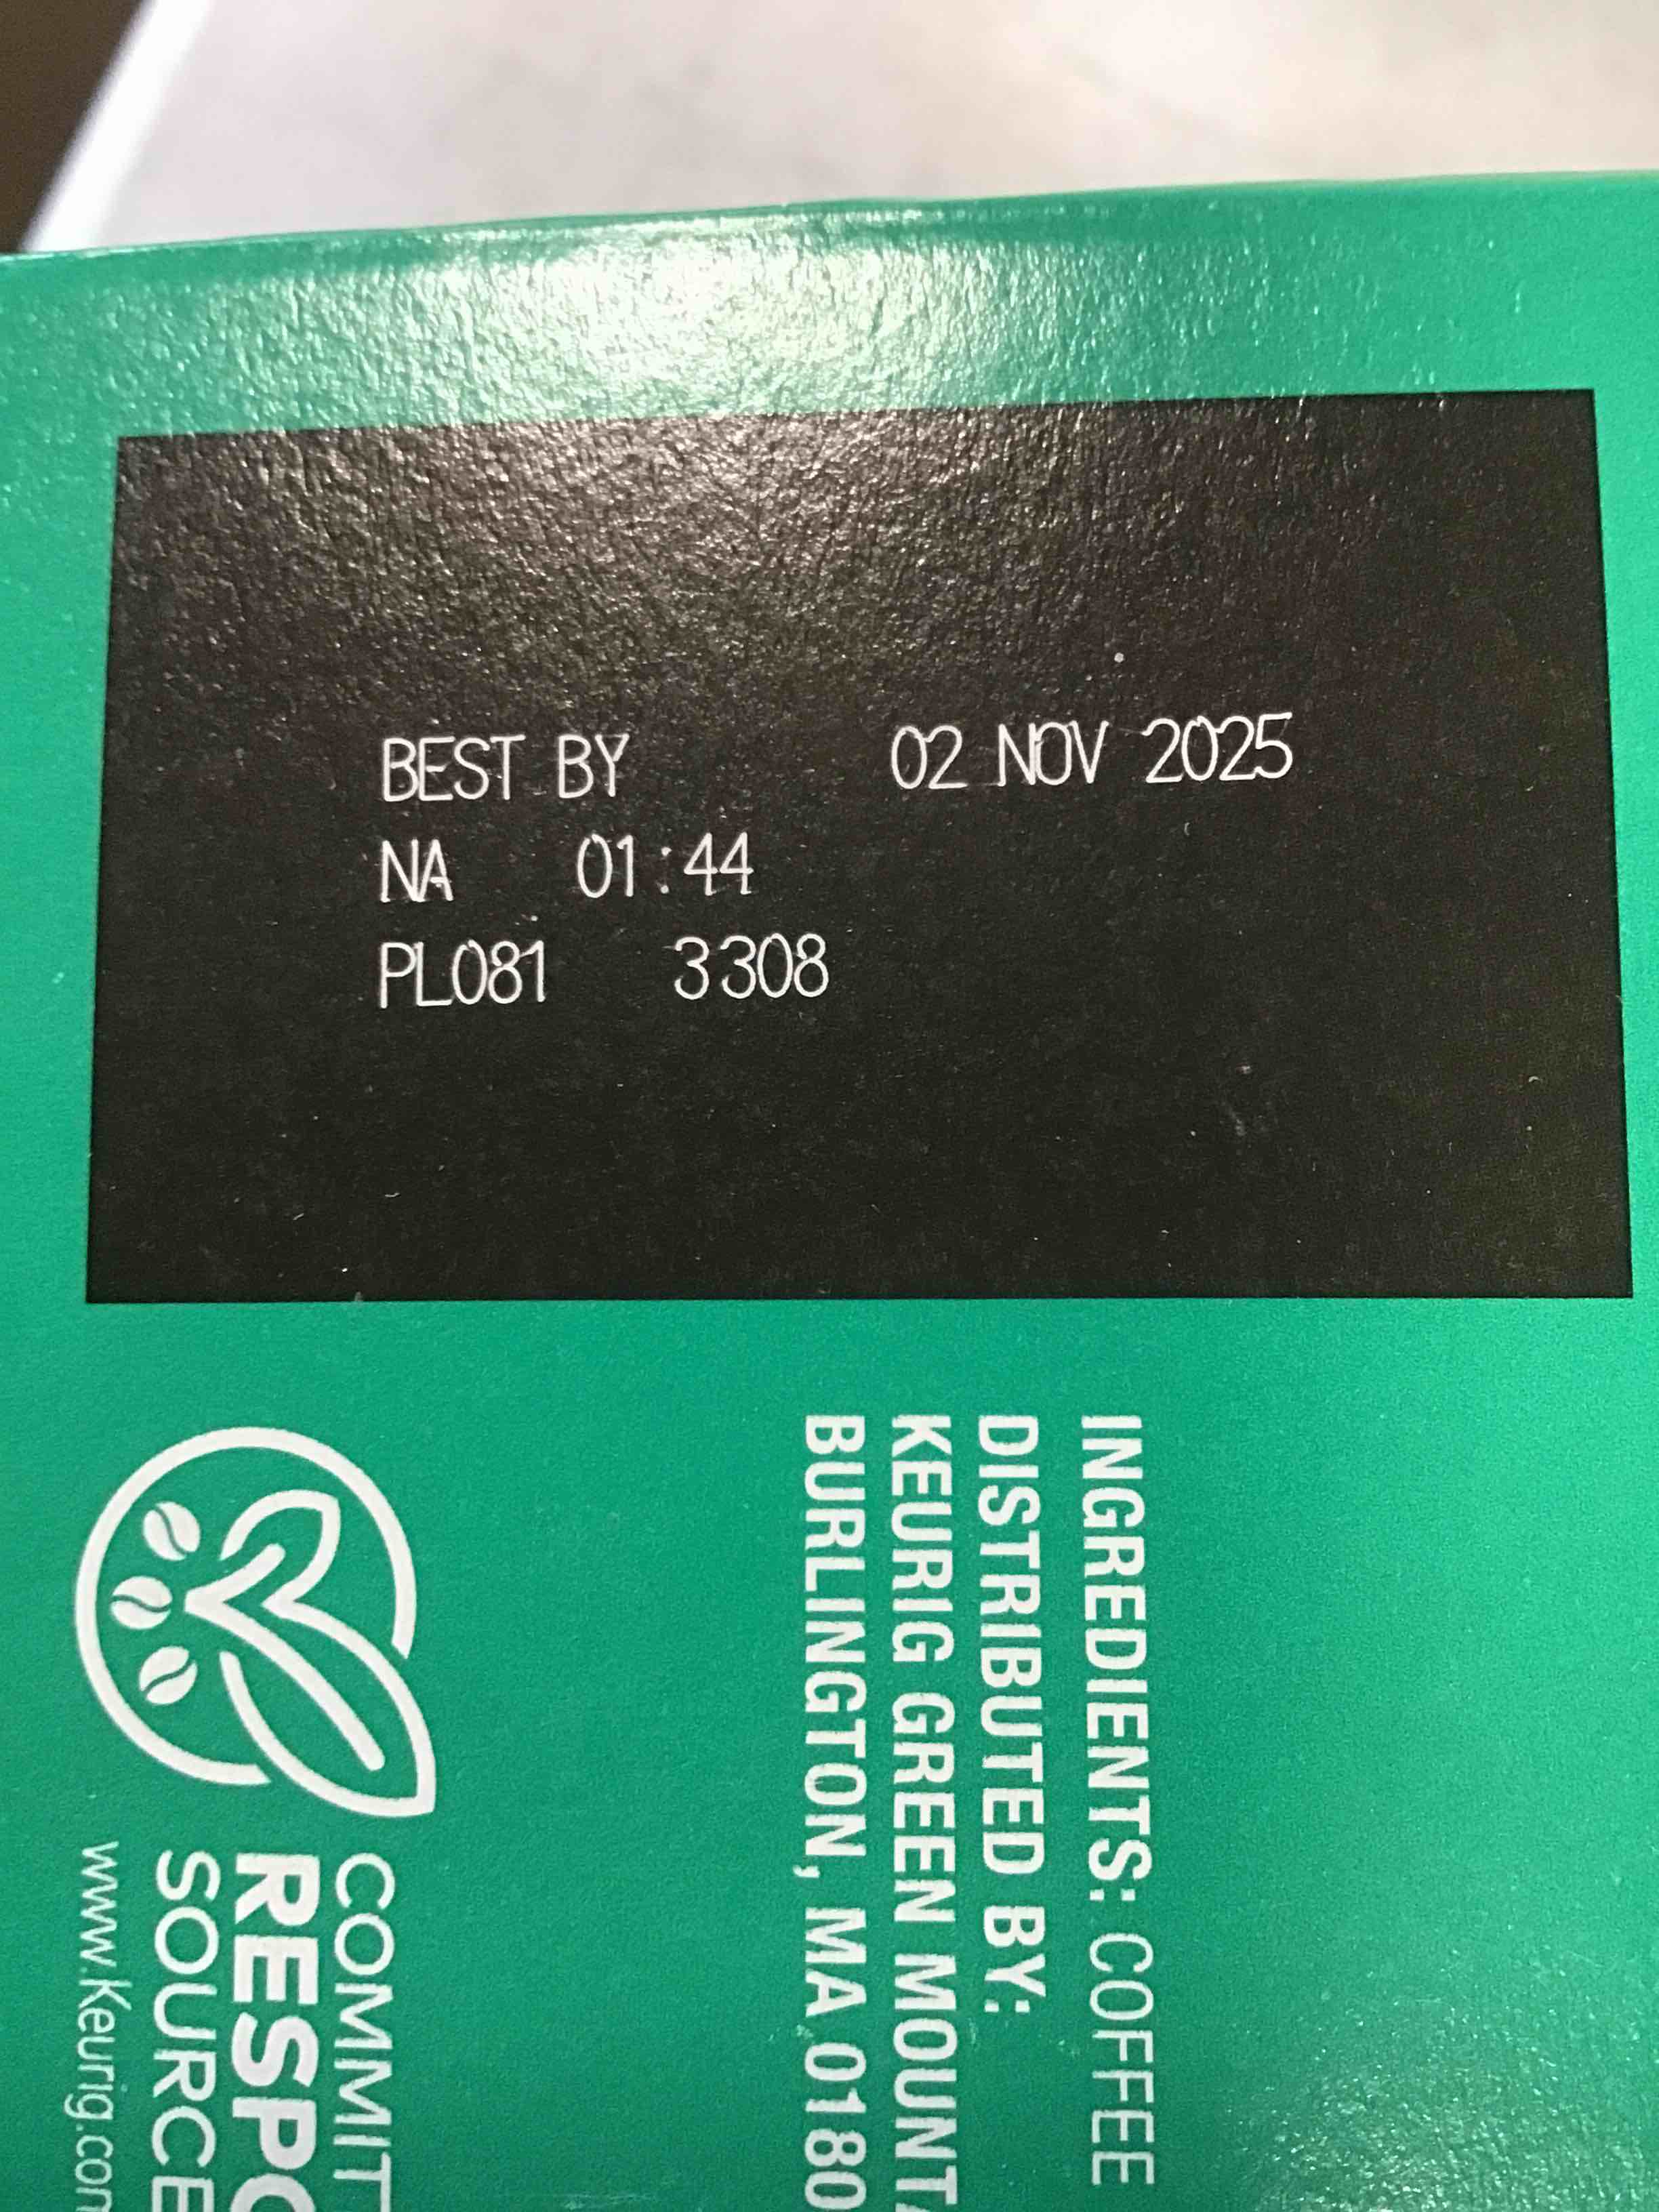 BEST BY 02 NOV 2025
NA 01:44
PL081 3308
INGREDIENTS: COFFEE
DISTRIBUTED BY:
KEURIG GREEN MOUNT
BURLINGTON, MA 0180
COMMIT
RESPO
SOURCE
www.Keurig.com